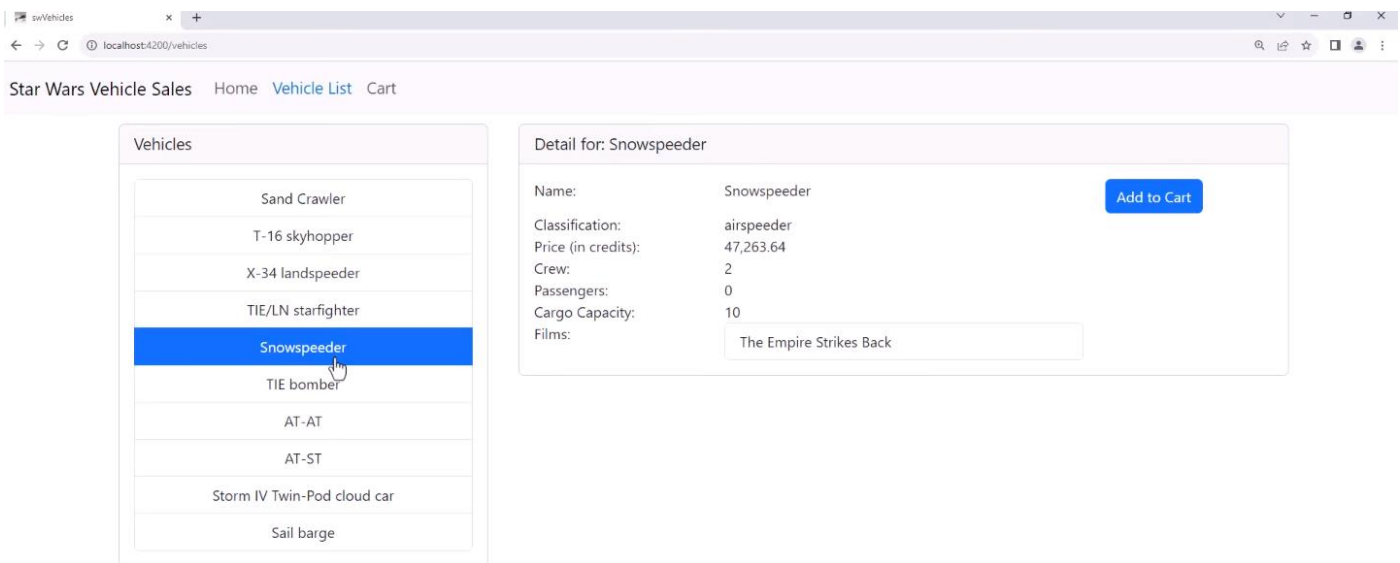 swVehicles
localhost:4200/vehicles
Star Wars Vehicle Sales Home Vehicle List Cart
Vehicles
Sand Crawler
T-16 skyhopper
X-34 landspeeder
TIE/LN starfighter
Snowspeeder
TIE bomber
AT-AT
AT-ST
Storm IV Twin-Pod cloud car
Sail barge
Detail for: Snowspeeder
Name: Snowspeeder Add to Cart
Classification: airspeeder
Price (in credits): 47,263.64
Crew: 2
Passengers: 0
Cargo Capacity: 10
Films: The Empire Strikes Back